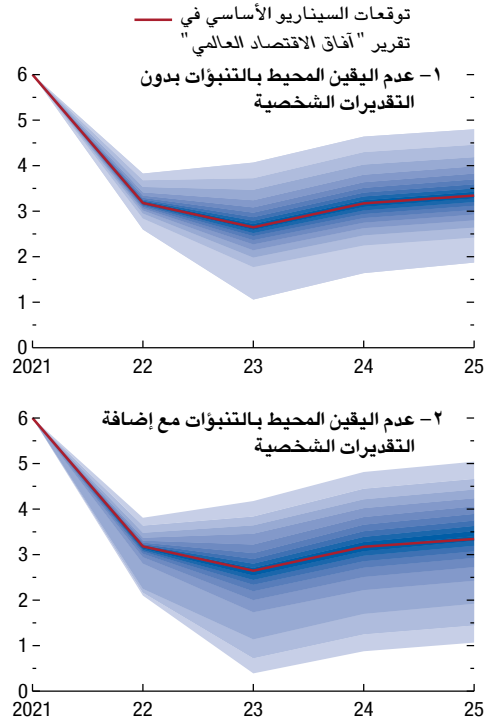 توقعات السيناريو الأساسي في
تقرير "آفاق الاقتصاد العالمي"
١– عدم اليقين المحيط بالتنبؤات بدون
التقديرات الشخصية
6
5
4
3
2
1
0
2021 22 23 24 25
٢– عدم اليقين المحيط بالتنبؤات مع إضافة
التقديرات الشخصية
6
5
4
3
2
1
0
2021 22 23 24 25